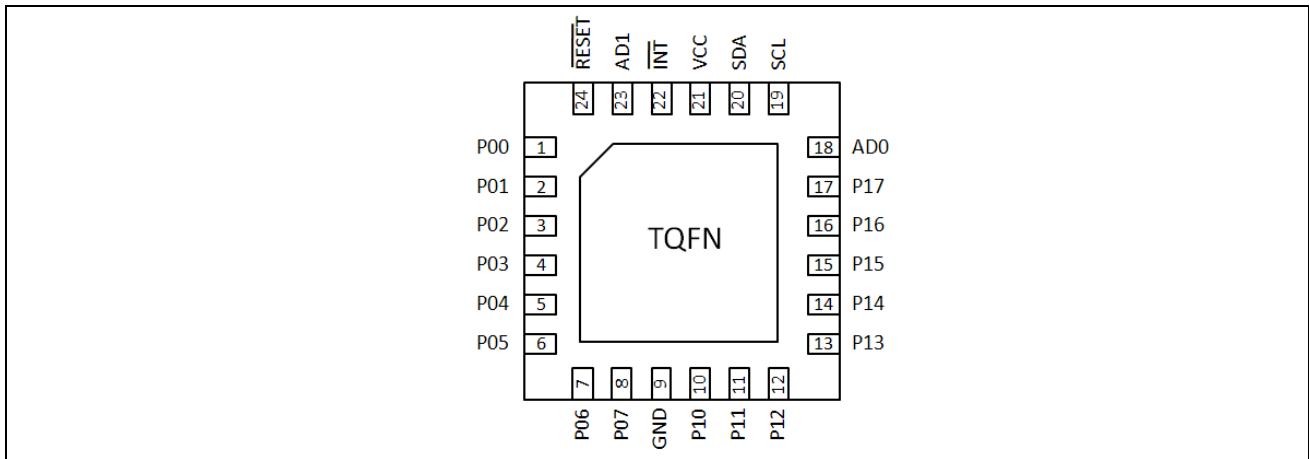 R̅E̅S̅E̅T̅ AD1 I̅N̅T̅ VCC SDA SCL
24 23 22 21 20 19
P00 1 18 AD0
P01 2 17 P17
P02 3 16 P16
TQFN
P03 4 15 P15
P04 5 14 P14
P05 6 13 P13
7 8 9 10 11 12
P06 P07 GND P10 P11 P12